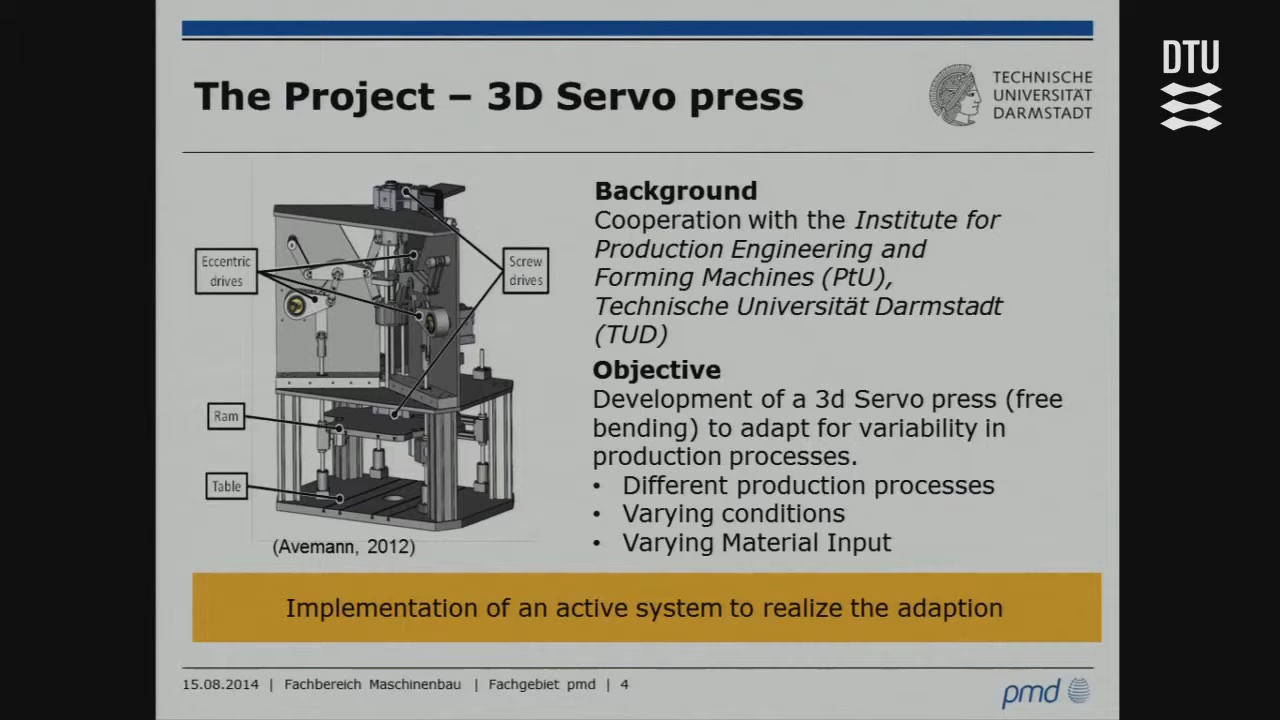 DTU
The Project – 3D Servo press
TECHNISCHE
UNIVERSITÄT
DARMSTADT
Background
Cooperation with the Institute for
Production Engineering and
Forming Machines (PtU),
Technische Universität Darmstadt
(TUD)
Objective
Development of a 3d Servo press (free
bending) to adapt for variability in
production processes.
• Different production processes
• Varying conditions
• Varying Material Input
Eccentric
drives
Screw
drives
Ram
Table
(Avemann, 2012)
Implementation of an active system to realize the adaption
15.08.2014 | Fachbereich Maschinenbau | Fachgebiet pmd | 4
pmd